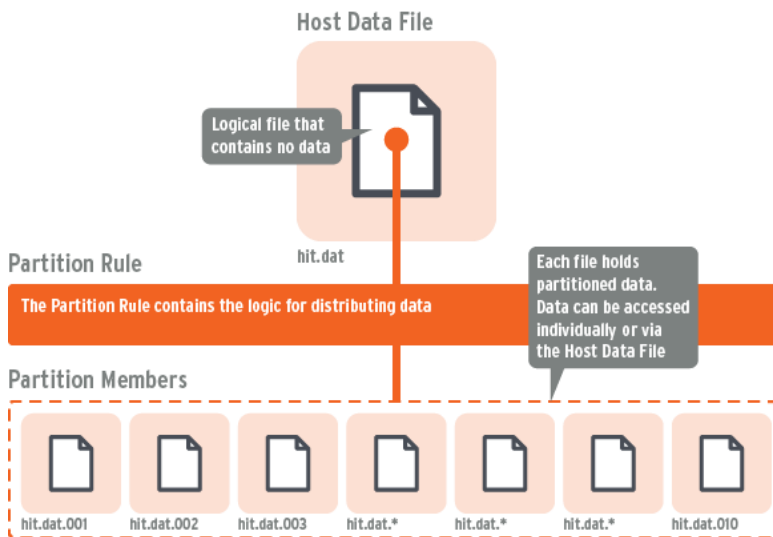 Host Data File
Logical file that
contains no data
hit.dat
Partition Rule
Each file holds
partitioned data.
Data can be accessed
individually or via
the Host Data File
The Partition Rule contains the logic for distributing data
Partition Members
hit.dat.001
hit.dat.002
hit.dat.003
hit.dat.*
hit.dat.*
hit.dat.*
hit.dat.010